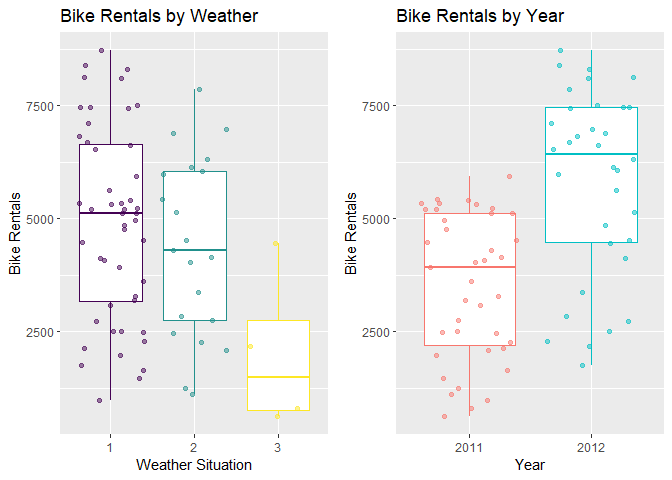 Bike Rentals by Weather
Bike Rentals
7500
5000
2500
1
2
3
Weather Situation
Bike Rentals by Year
Bike Rentals
7500
5000
2500
2011
2012
Year